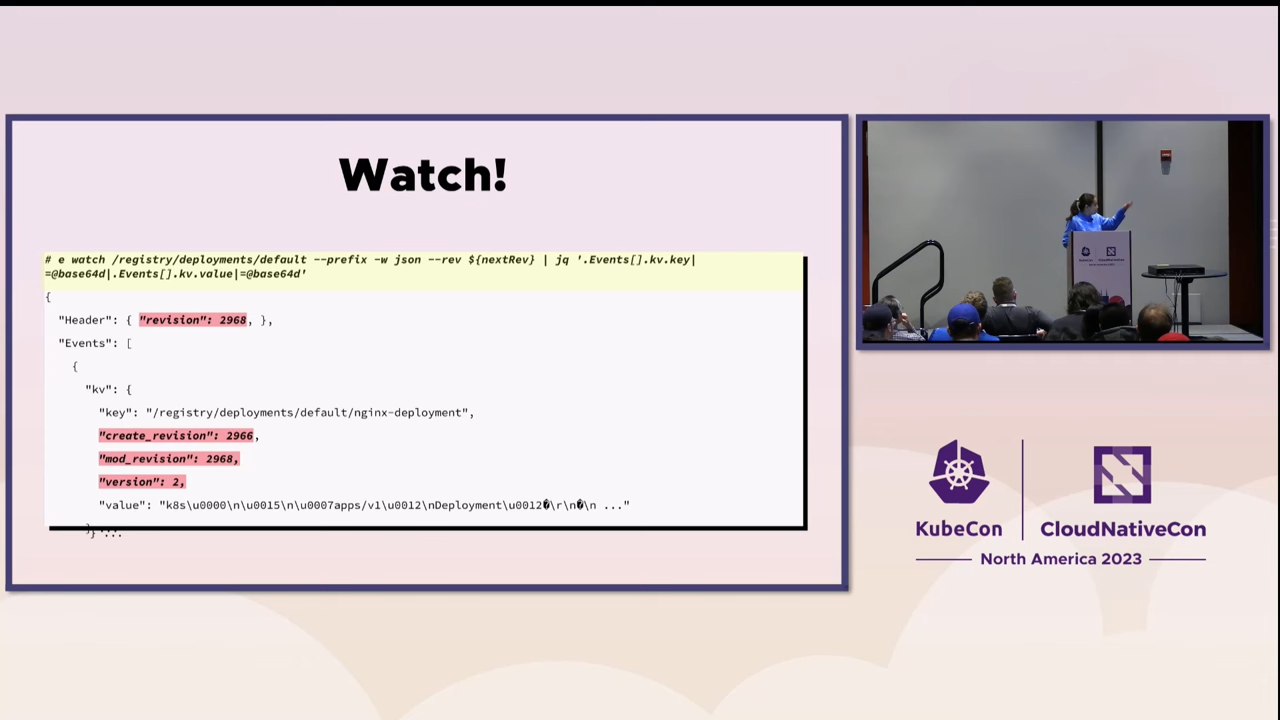 Watch!
# e watch /registry/deployments/default --prefix -w json --rev ${nextRev} | jq '.Events[].kv.key|
=@base64d|.Events[].kv.value|=@base64d'
{
"Header": { "revision": 2968, },
"Events": [
{
"kv": {
"key": "/registry/deployments/default/nginx-deployment",
"create_revision": 2966,
"mod_revision": 2968,
"version": 2,
"value": "k8s\u0000\n\u0015\n\u0007apps/v1\u0012\nDeployment\u0012�\r\n�\n ..."
}
} ...
KubeCon
CloudNativeCon
North America 2023